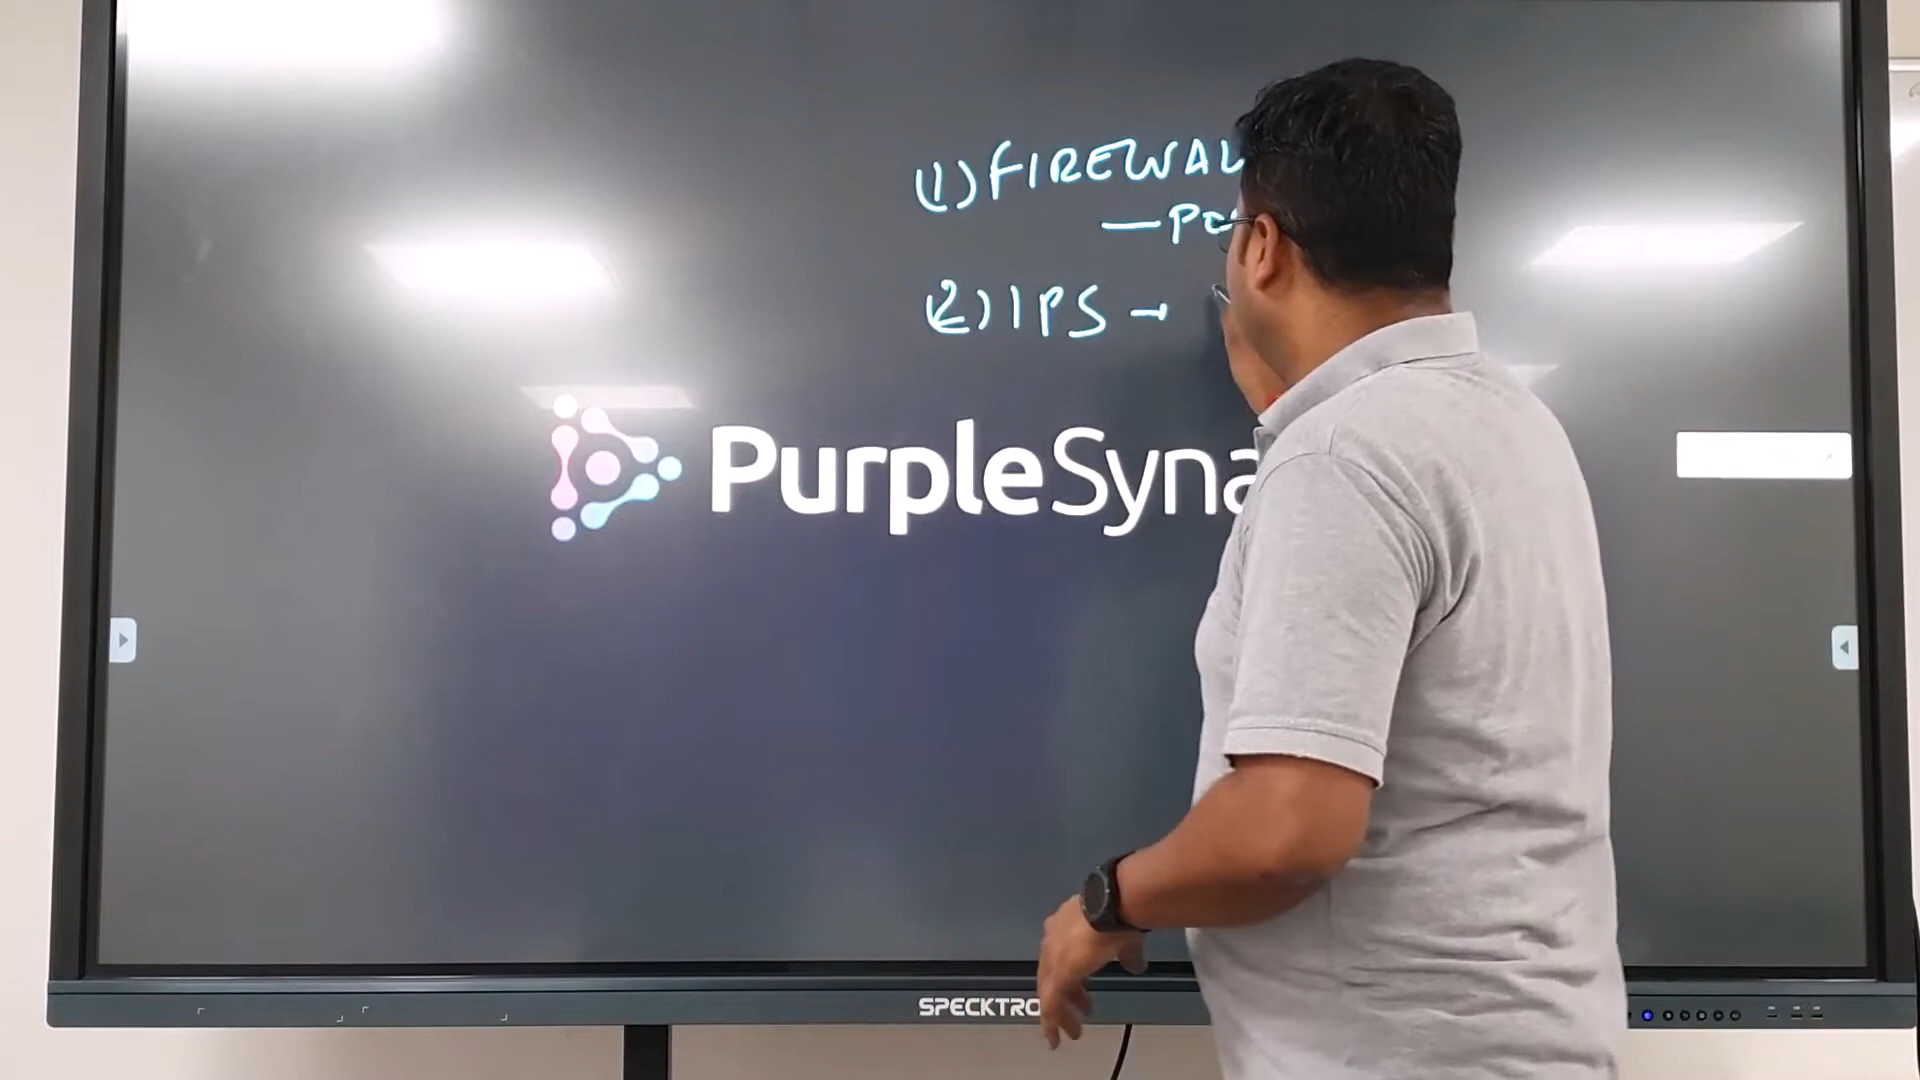 (1) FIREWAL
— PO
(2) IPS →
PurpleSyna
SPECKTRO